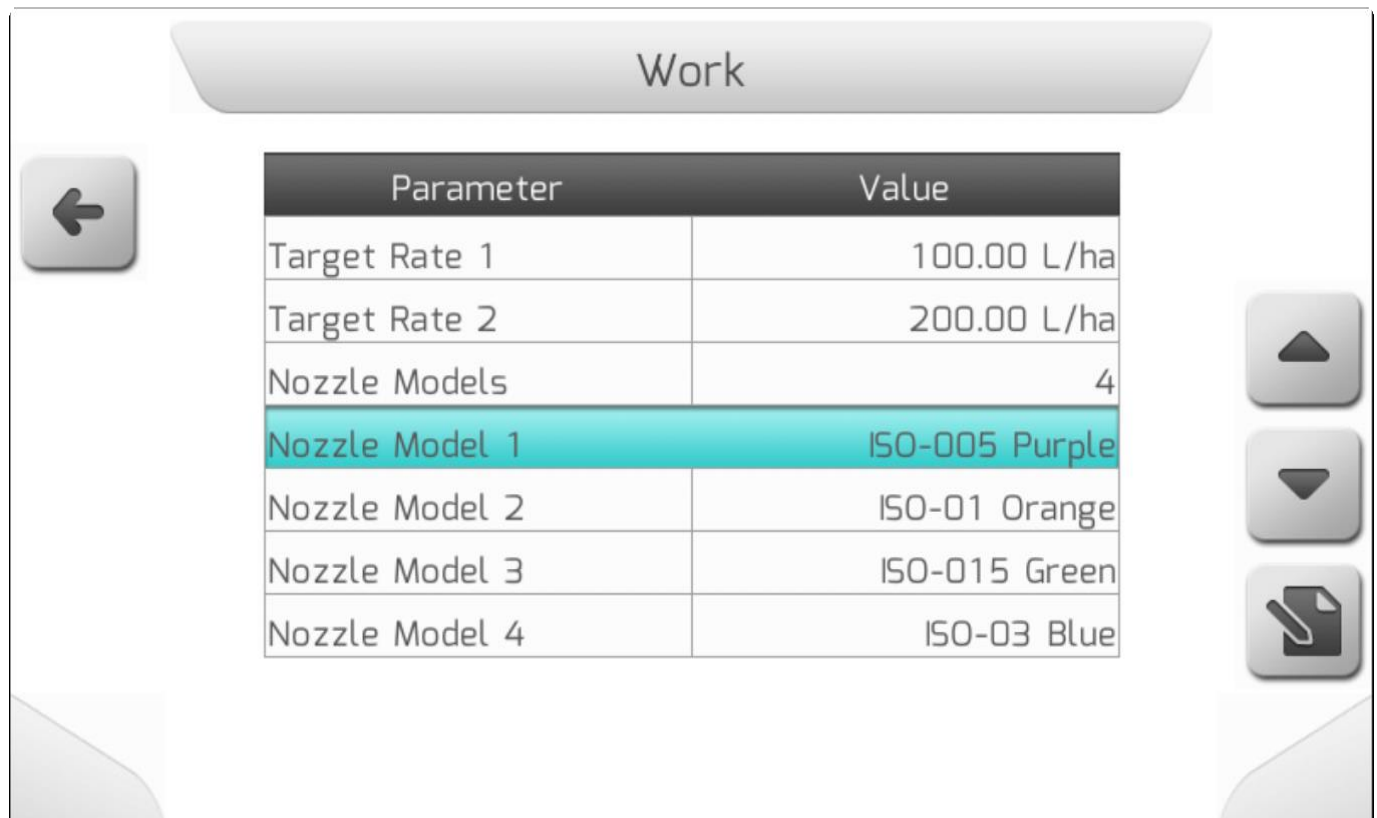 Work
Parameter Value
Target Rate 1 100.00 L/ha
Target Rate 2 200.00 L/ha
Nozzle Models 4
Nozzle Model 1 ISO-005 Purple
Nozzle Model 2 ISO-01 Orange
Nozzle Model 3 ISO-015 Green
Nozzle Model 4 ISO-03 Blue